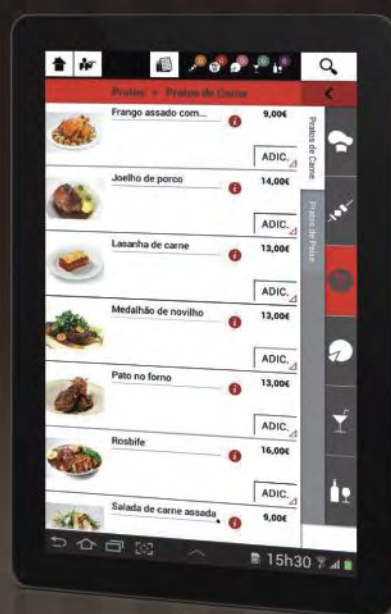 Pratos » Pratos de Carne
Frango assado com...
9,00€
ADIC.
Joelho de porco
14,00€
ADIC.
Lasanha de carne
13,00€
ADIC.
Medalhão de novilho
13,00€
ADIC.
Pato no forno
13,00€
ADIC.
Rosbife
16,00€
ADIC.
Salada de carne assada
9,00€
Pratos de Carne
Pratos de Peixe
15h30